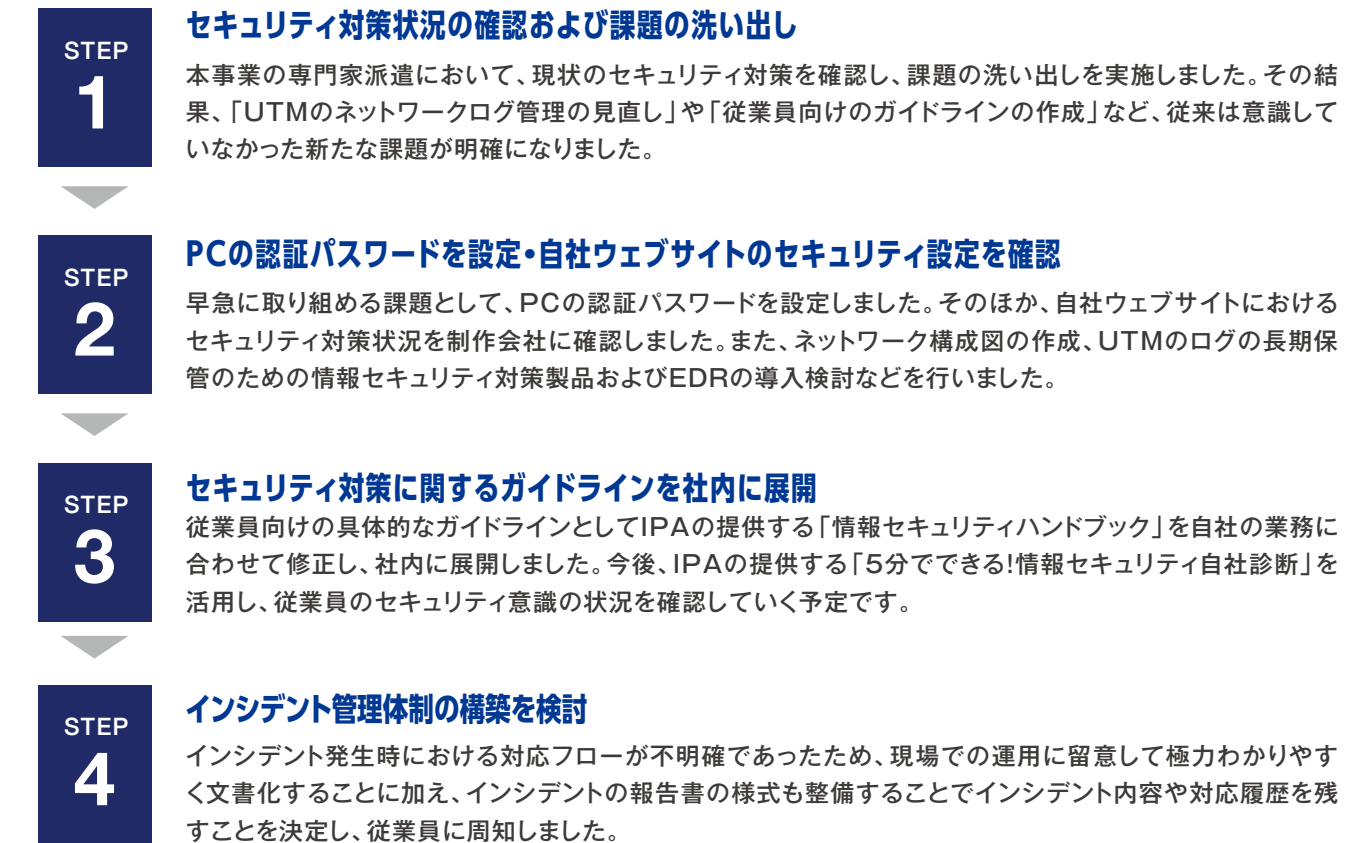 STEP
1
セキュリティ対策状況の確認および課題の洗い出し
本事業の専門家派遣において、現状のセキュリティ対策を確認し、課題の洗い出しを実施しました。その結
果、「UTMのネットワークログ管理の見直し」や「従業員向けのガイドラインの作成」など、従来は意識して
いなかった新たな課題が明確になりました。
STEP
2
PCの認証パスワードを設定・自社ウェブサイトのセキュリティ設定を確認
早急に取り組める課題として、PCの認証パスワードを設定しました。そのほか、自社ウェブサイトにおける
セキュリティ対策状況を制作会社に確認しました。また、ネットワーク構成図の作成、UTMのログの長期保
管のための情報セキュリティ対策製品およびEDRの導入検討などを行いました。
STEP
3
セキュリティ対策に関するガイドラインを社内に展開
従業員向けの具体的なガイドラインとしてIPAの提供する「情報セキュリティハンドブック」を自社の業務に
合わせて修正し、社内に展開しました。今後、IPAの提供する「5分でできる!情報セキュリティ自社診断」を
活用し、従業員のセキュリティ意識の状況を確認していく予定です。
STEP
4
インシデント管理体制の構築を検討
インシデント発生時における対応フローが不明確であったため、現場での運用に留意して極力わかりやす
く文書化することに加え、インシデントの報告書の様式も整備することでインシデント内容や対応履歴を残
すことを決定し、従業員に周知しました。